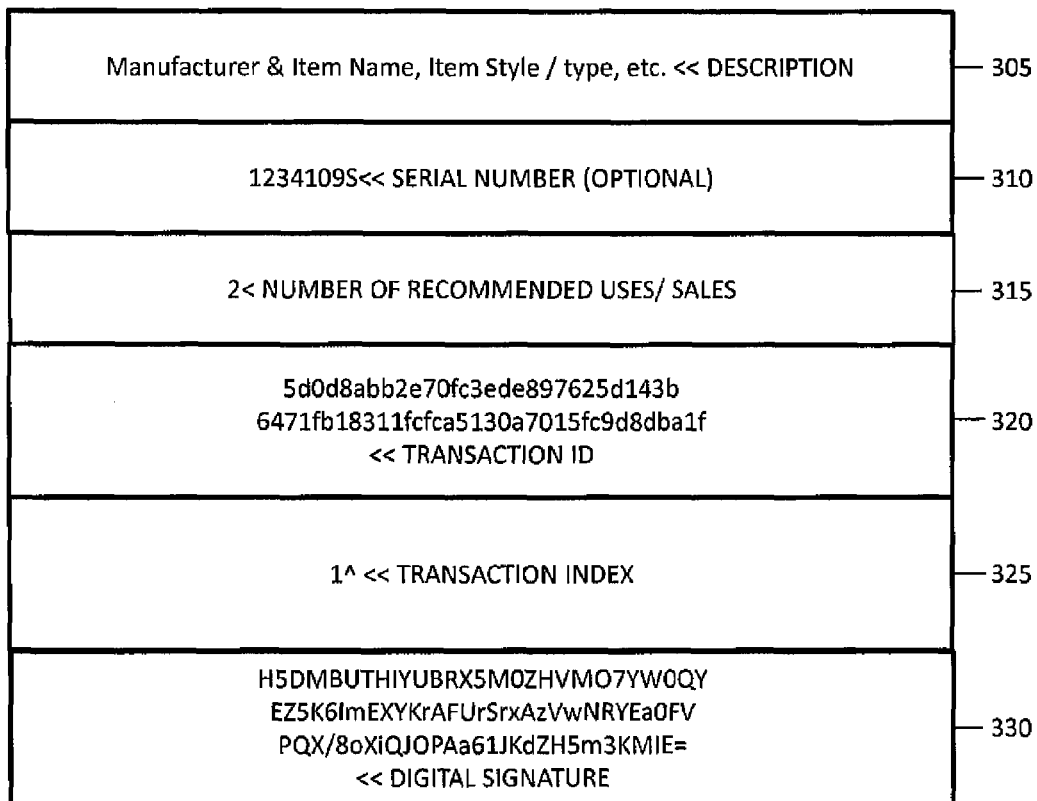 Manufacturer & Item Name, Item Style / type, etc. << DESCRIPTION
305
1234109S<< SERIAL NUMBER (OPTIONAL)
310
2< NUMBER OF RECOMMENDED USES/ SALES
315
5d0d8abb2e70fc3ede897625d143b
6471fb18311fcfca5130a7015fc9d8dba1f
<< TRANSACTION ID
320
1^ << TRANSACTION INDEX
325
H5DMBUTHIYUBRX5M0ZHVMO7YW0QY
EZ5K6ImEXYKrAFUrSrxAzVwNRYEa0FV
PQX/8oXiQJOPAa61JKdZH5m3KMIE=
<< DIGITAL SIGNATURE
330